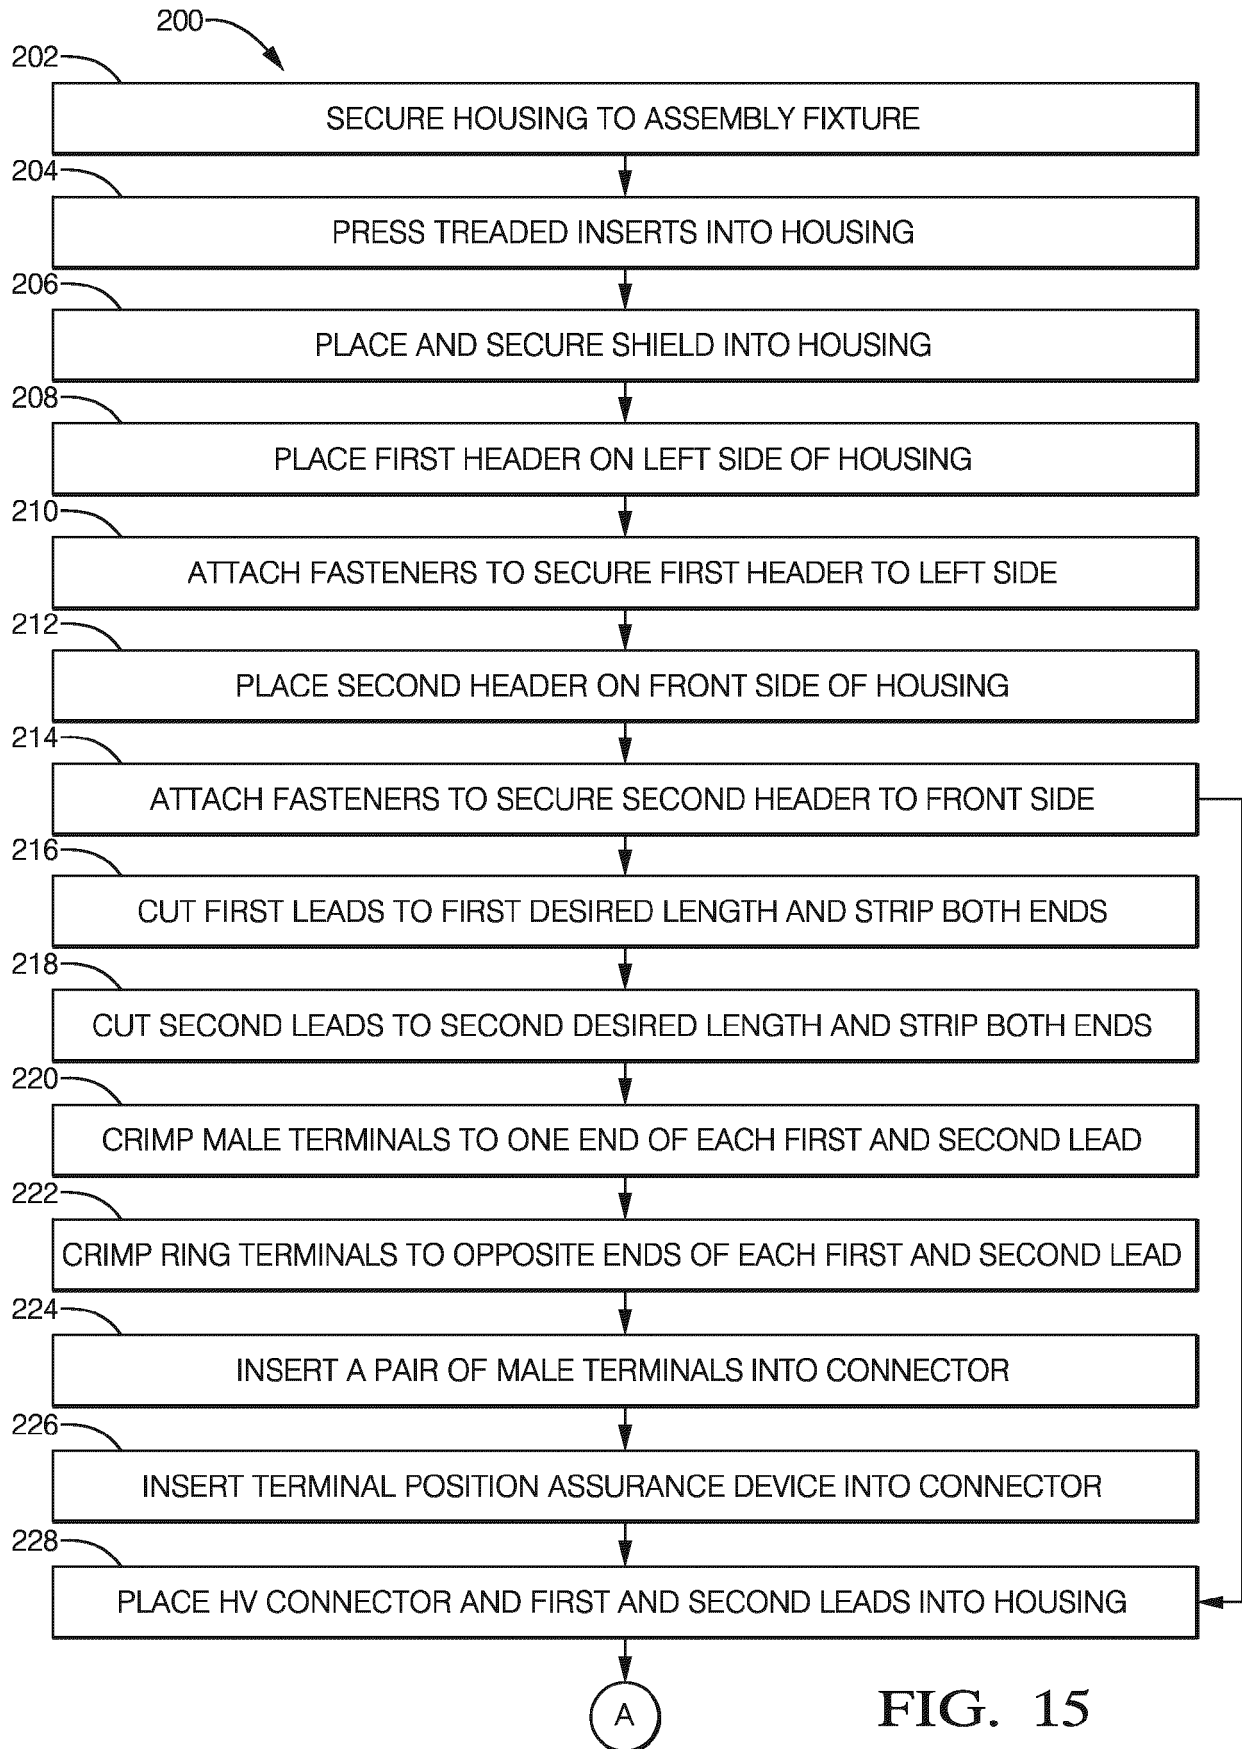 200
202
SECURE HOUSING TO ASSEMBLY FIXTURE
204
PRESS TREADED INSERTS INTO HOUSING
206
PLACE AND SECURE SHIELD INTO HOUSING
208
PLACE FIRST HEADER ON LEFT SIDE OF HOUSING
210
ATTACH FASTENERS TO SECURE FIRST HEADER TO LEFT SIDE
212
PLACE SECOND HEADER ON FRONT SIDE OF HOUSING
214
ATTACH FASTENERS TO SECURE SECOND HEADER TO FRONT SIDE
216
CUT FIRST LEADS TO FIRST DESIRED LENGTH AND STRIP BOTH ENDS
218
CUT SECOND LEADS TO SECOND DESIRED LENGTH AND STRIP BOTH ENDS
220
CRIMP MALE TERMINALS TO ONE END OF EACH FIRST AND SECOND LEAD
222
CRIMP RING TERMINALS TO OPPOSITE ENDS OF EACH FIRST AND SECOND LEAD
224
INSERT A PAIR OF MALE TERMINALS INTO CONNECTOR
226
INSERT TERMINAL POSITION ASSURANCE DEVICE INTO CONNECTOR
228
PLACE HV CONNECTOR AND FIRST AND SECOND LEADS INTO HOUSING
A
FIG. 15